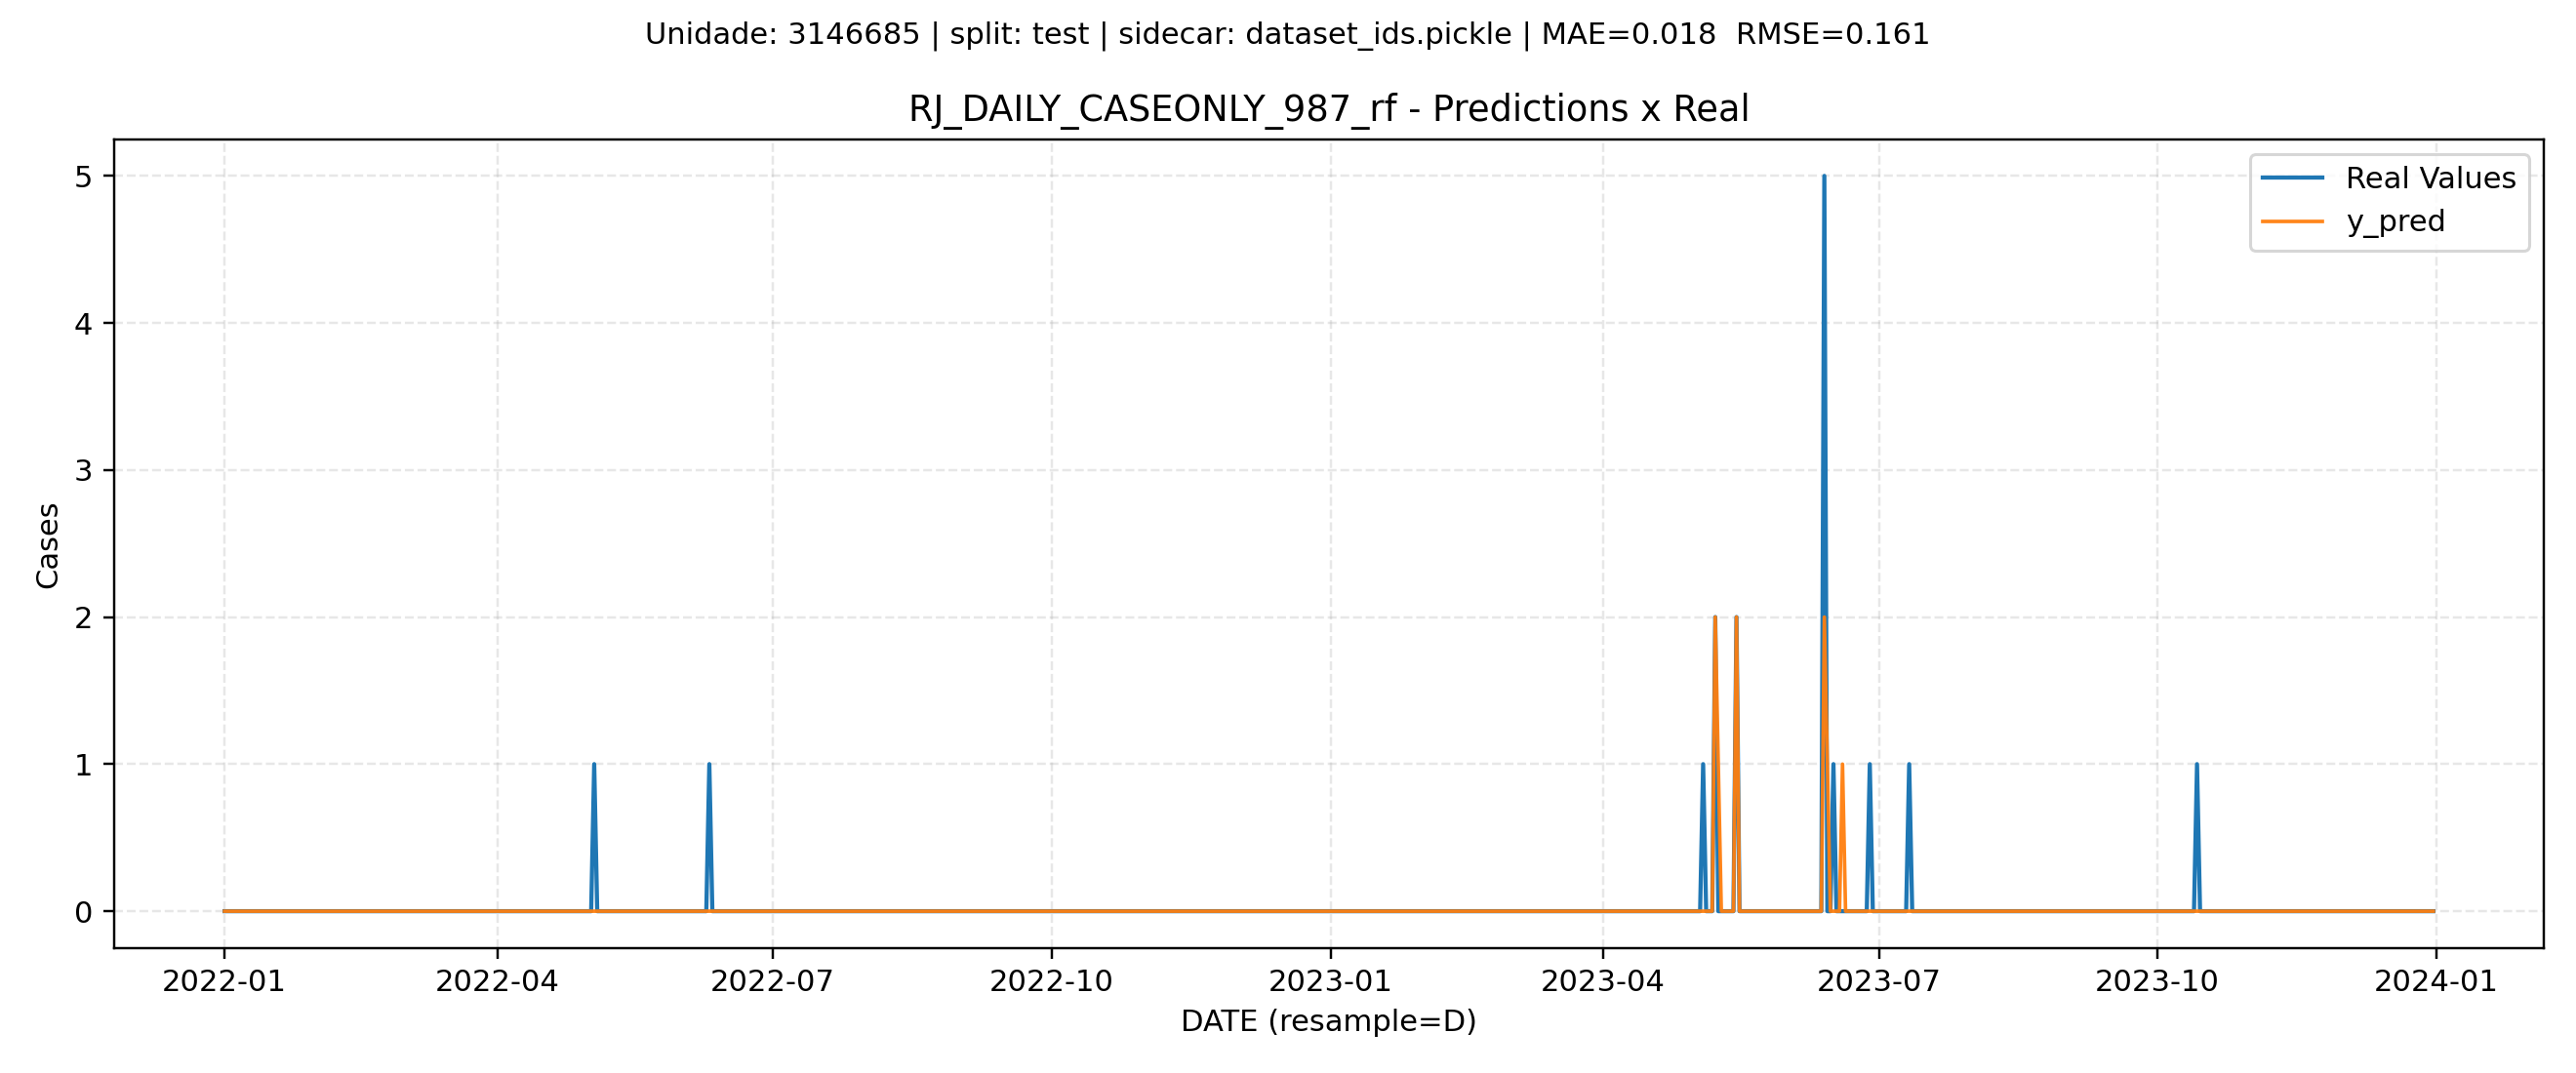 Unidade: 3146685 | split: test | sidecar: dataset_ids.pickle | MAE=0.018  RMSE=0.161
RJ_DAILY_CASEONLY_987_rf - Predictions x Real
Real Values
y_pred
5
4
3
2
1
0
Cases
2022-01 2022-04 2022-07 2022-10 2023-01 2023-04 2023-07 2023-10 2024-01
DATE (resample=D)